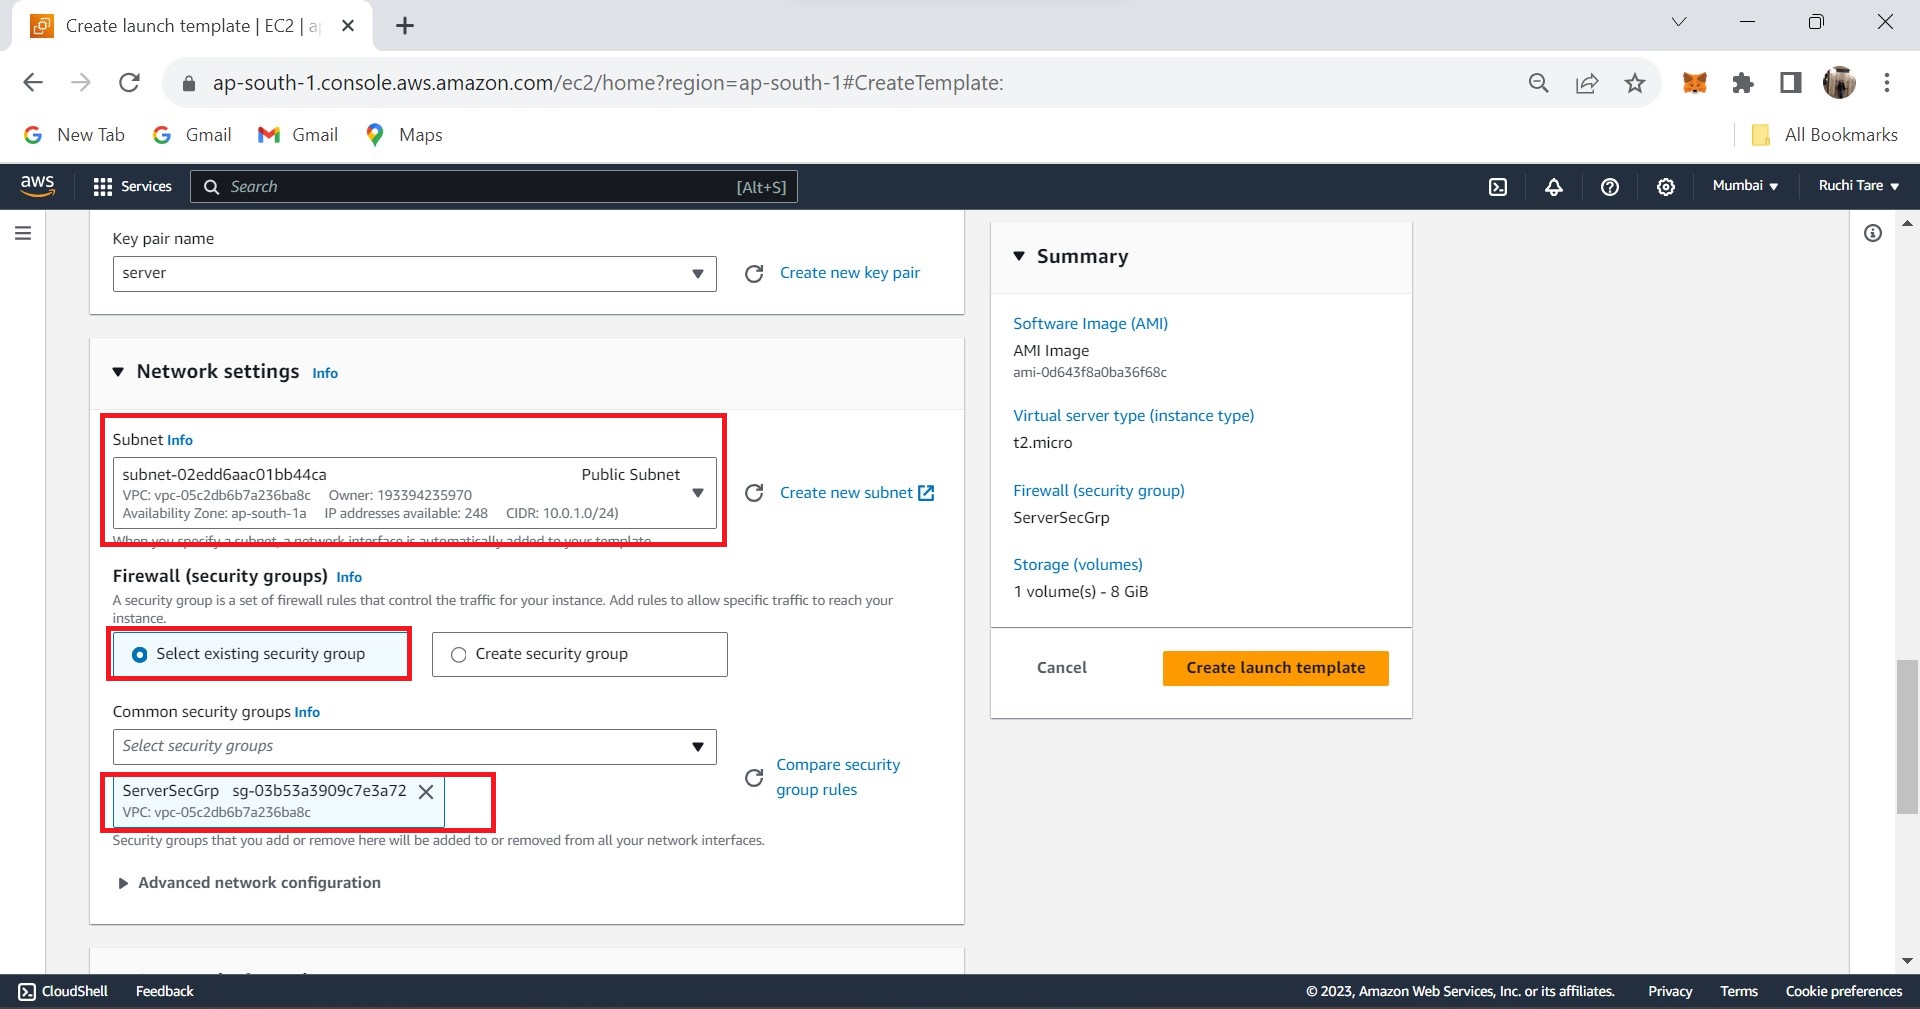 Create launch template | EC2 | a
ap-south-1.console.aws.amazon.com/ec2/home?region=ap-south-1#CreateTemplate:
New Tab
Gmail
Gmail
Maps
All Bookmarks
aws
Services
Search
[Alt+S]
Mumbai
Ruchi Tare
Key pair name
server
Create new key pair
Network settings Info
Subnet Info
subnet-02edd6aac01bb44ca Public Subnet
VPC: vpc-05c2db6b7a236ba8c Owner: 193394235970
Availability Zone: ap-south-1a IP addresses available: 248 CIDR: 10.0.1.0/24)
Create new subnet
When you specify a subnet, a network interface is automatically added to your template.
Firewall (security groups) Info
A security group is a set of firewall rules that control the traffic for your instance. Add rules to allow specific traffic to reach your
instance.
Select existing security group
Create security group
Common security groups Info
Select security groups
Compare security
group rules
ServerSecGrp sg-03b53a3909c7e3a72
VPC: vpc-05c2db6b7a236ba8c
Security groups that you add or remove here will be added to or removed from all your network interfaces.
Advanced network configuration
Summary
Software Image (AMI)
AMI Image
ami-0d643f8a0ba36f68c
Virtual server type (instance type)
t2.micro
Firewall (security group)
ServerSecGrp
Storage (volumes)
1 volume(s) - 8 GiB
Cancel
Create launch template
CloudShell
Feedback
© 2023, Amazon Web Services, Inc. or its affiliates.
Privacy
Terms
Cookie preferences